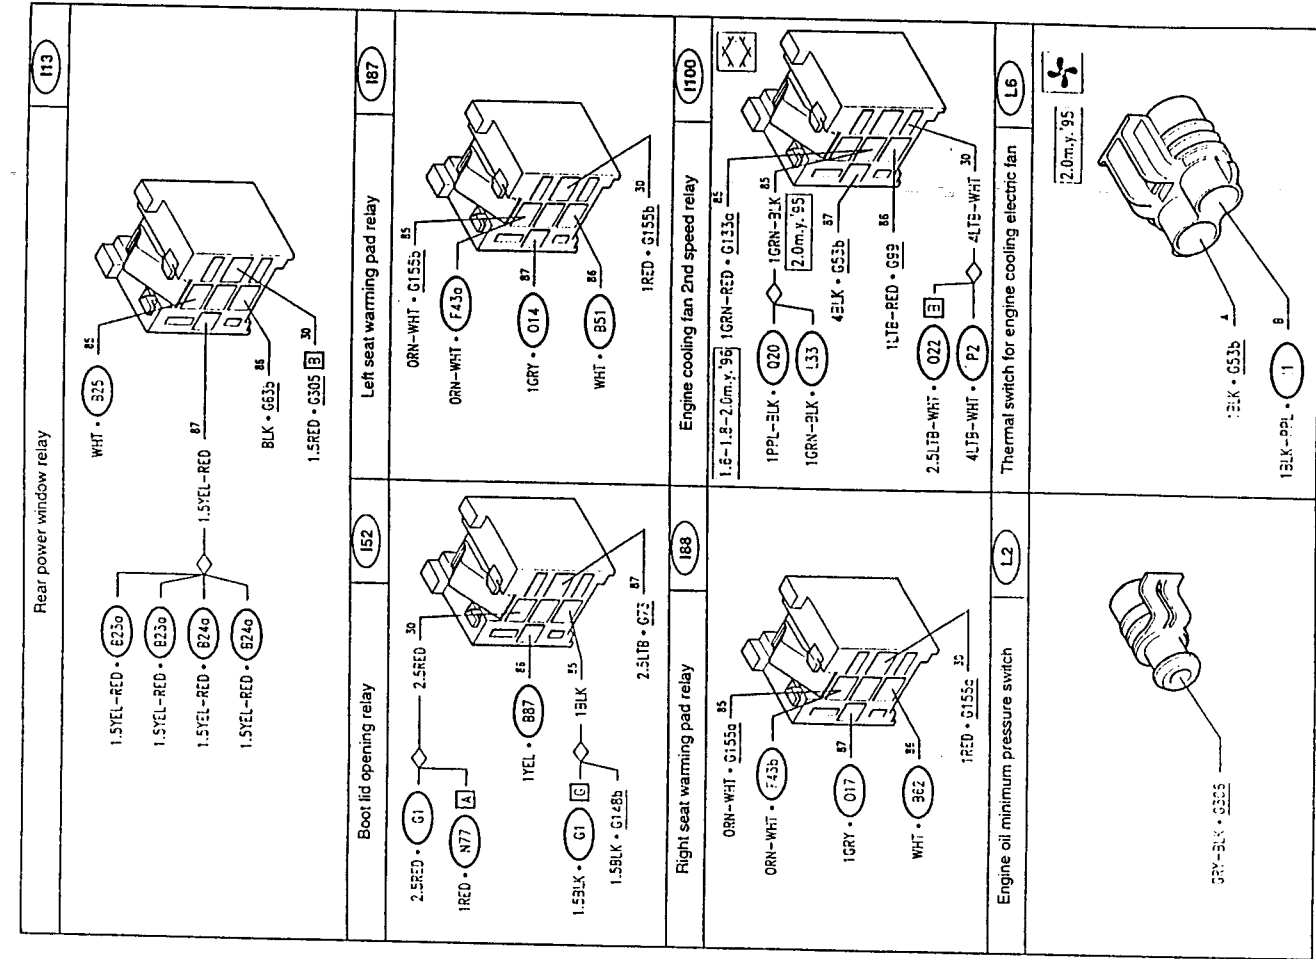 Rear power window relay
I13
WHT • B25
85
1.5YEL-RED • B23a
1.5YEL-RED • B23a
1.5YEL-RED • B24a
1.5YEL-RED • B24a
1.5YEL-RED
87
BLK • G63b
86
1.5RED • G305 B
30
Boot lid opening relay
I52
2.5RED • G1
1RED • N77 A
2.5RED
30
1YEL • B87
86
1.5BLK • G1 G
1.5BLK • G148b
1BLK
85
2.5LTB • G73
87
Left seat warming pad relay
I87
ORN-WHT • G155b
85
ORN-WHT • F43a
1GRY • O14
87
WHT • B51
86
1RED • G155b
30
Right seat warming pad relay
I88
ORN-WHT • G155a
85
ORN-WHT • F43b
1GRY • O17
87
WHT • B62
86
1RED • G155a
30
Engine cooling fan 2nd speed relay
I100
1.6-1.8-2.0m.y.'96
1GRN-RED • G133a
85
1PPL-BLK • Q20
1GRN-BLK • L33
1GRN-BLK
85
2.0m.y.'95
4BLK • G53b
87
1LTB-RED • G99
86
2.5LTB-WHT • O22 B
4LTB-WHT • P2
4LTB-WHT
30
Engine oil minimum pressure switch
L2
GRY-BLK •
Thermal switch for engine cooling electric fan
L6
2.0m.y.'95
1BLK • G53b
A
1BLK-PPL •
B